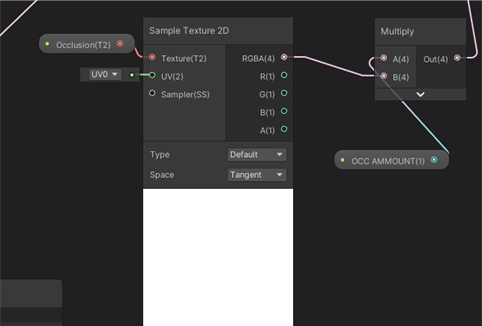 Sample Texture 2D
Occlusion(T2)
Texture(T2)
RGBA(4)
UV0
UV(2)
R(1)
Sampler(SS)
G(1)
B(1)
A(1)
Type
Default
Space
Tangent
Multiply
A(4)
Out(4)
B(4)
OCC AMMOUNT(1)